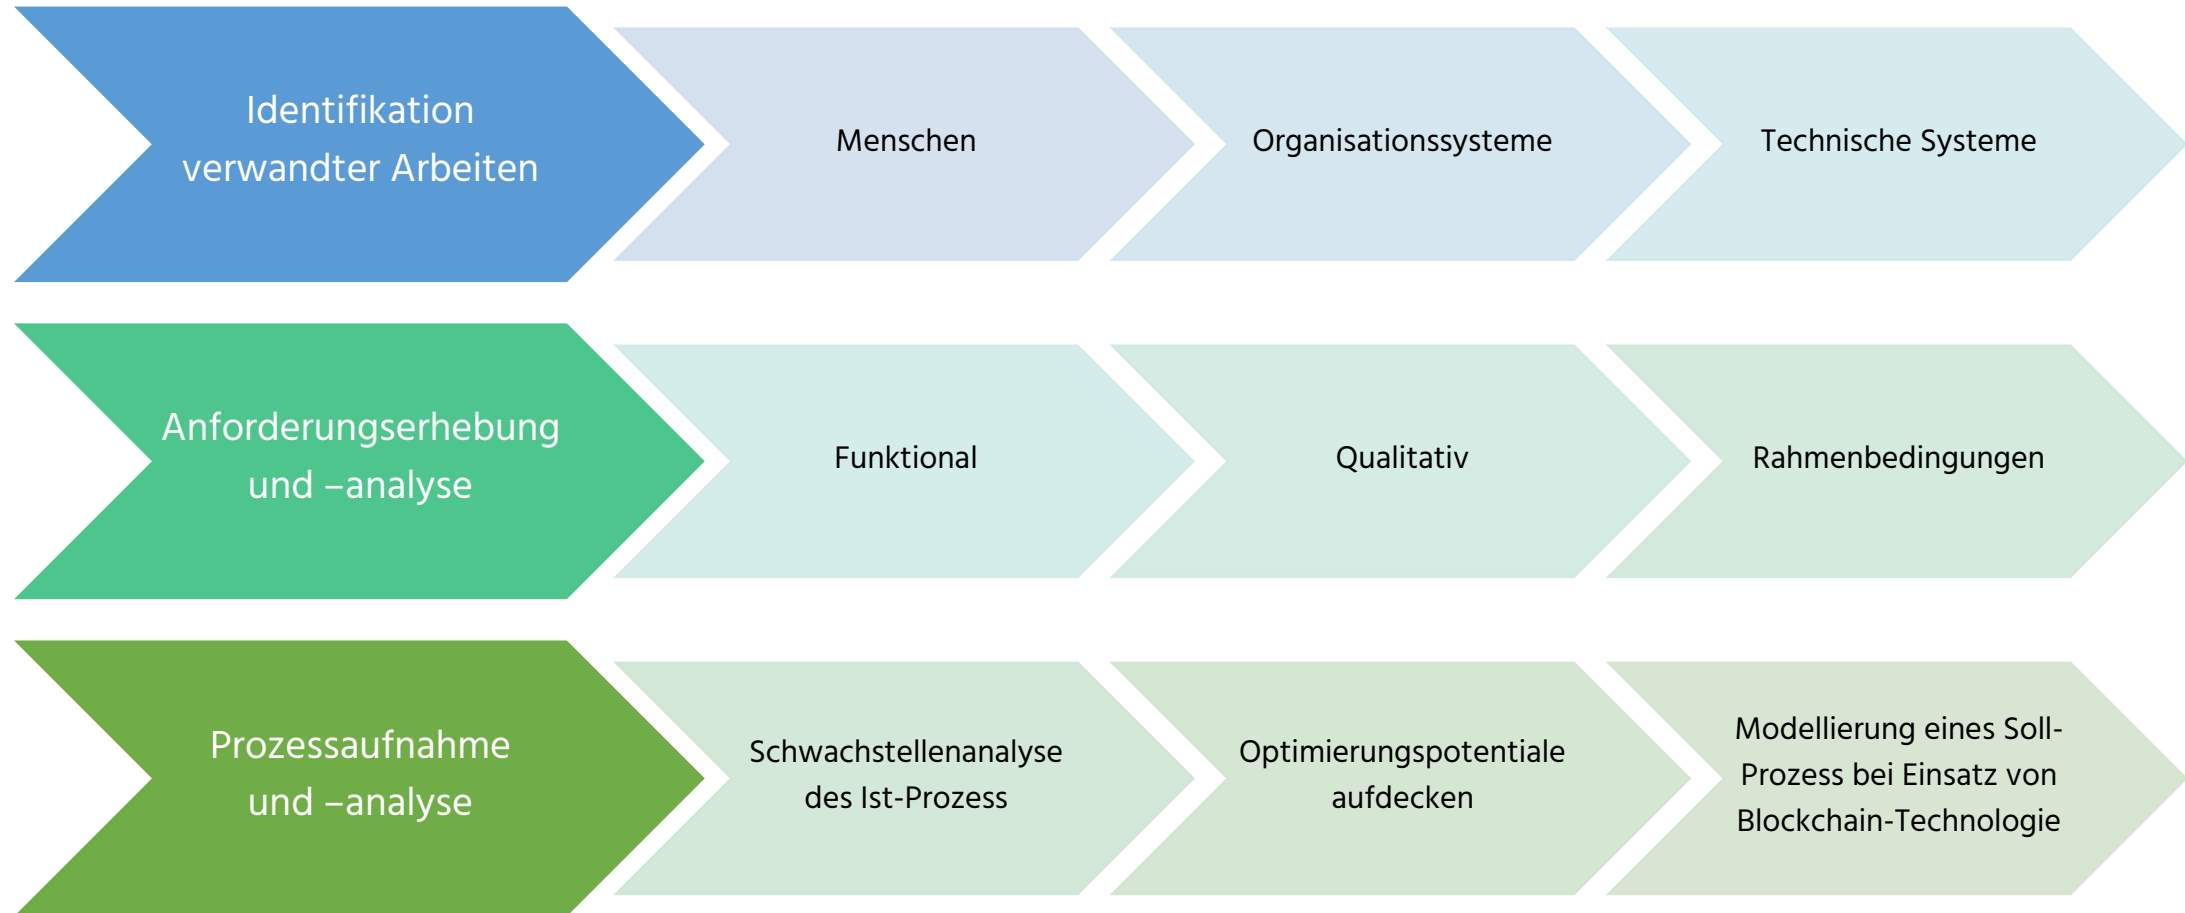 Identifikation
verwandter Arbeiten
Menschen
Organisationssysteme
Technische Systeme
Anforderungserhebung
und –analyse
Funktional
Qualitativ
Rahmenbedingungen
Prozessaufnahme
und –analyse
Schwachstellenanalyse
des Ist-Prozess
Optimierungspotentiale
aufdecken
Modellierung eines Soll-
Prozess bei Einsatz von
Blockchain-Technologie